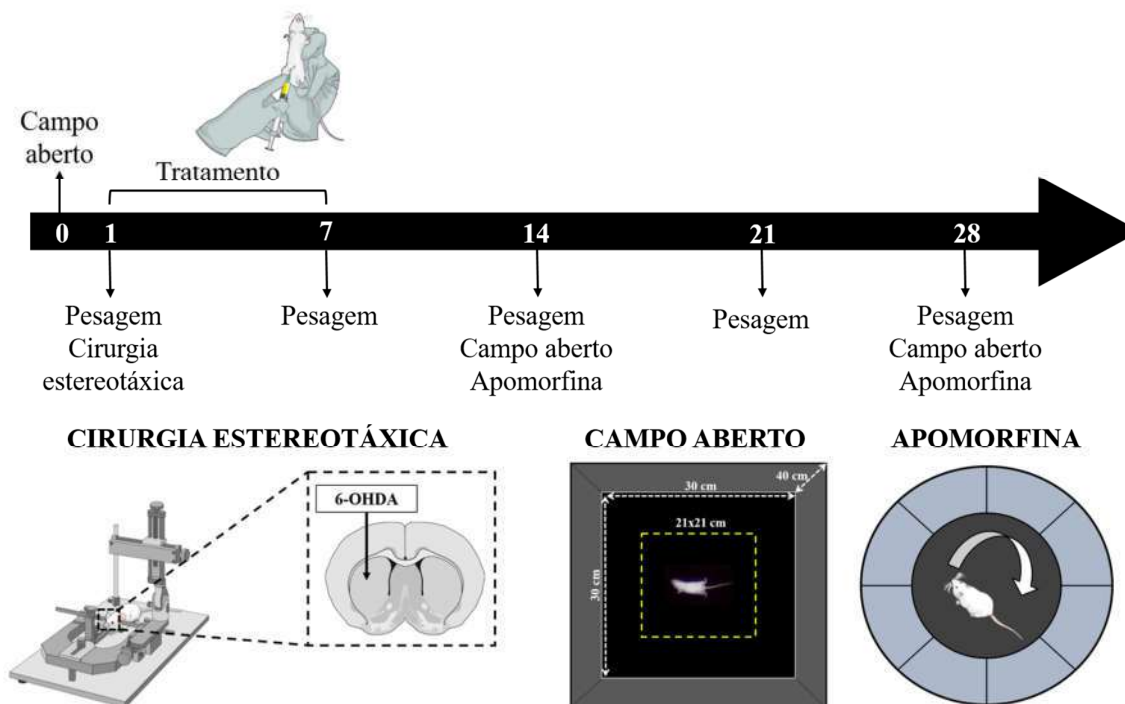 Campo
aberto
Tratamento
0 1 7 14 21 28
Pesagem
Cirurgia
estereotáxica
Pesagem
Pesagem
Campo aberto
Apomorfina
Pesagem
Pesagem
Campo aberto
Apomorfina
CIRURGIA ESTEREOTÁXICA
6-OHDA
CAMPO ABERTO
40 cm
30 cm
21x21 cm
30 cm
APOMORFINA